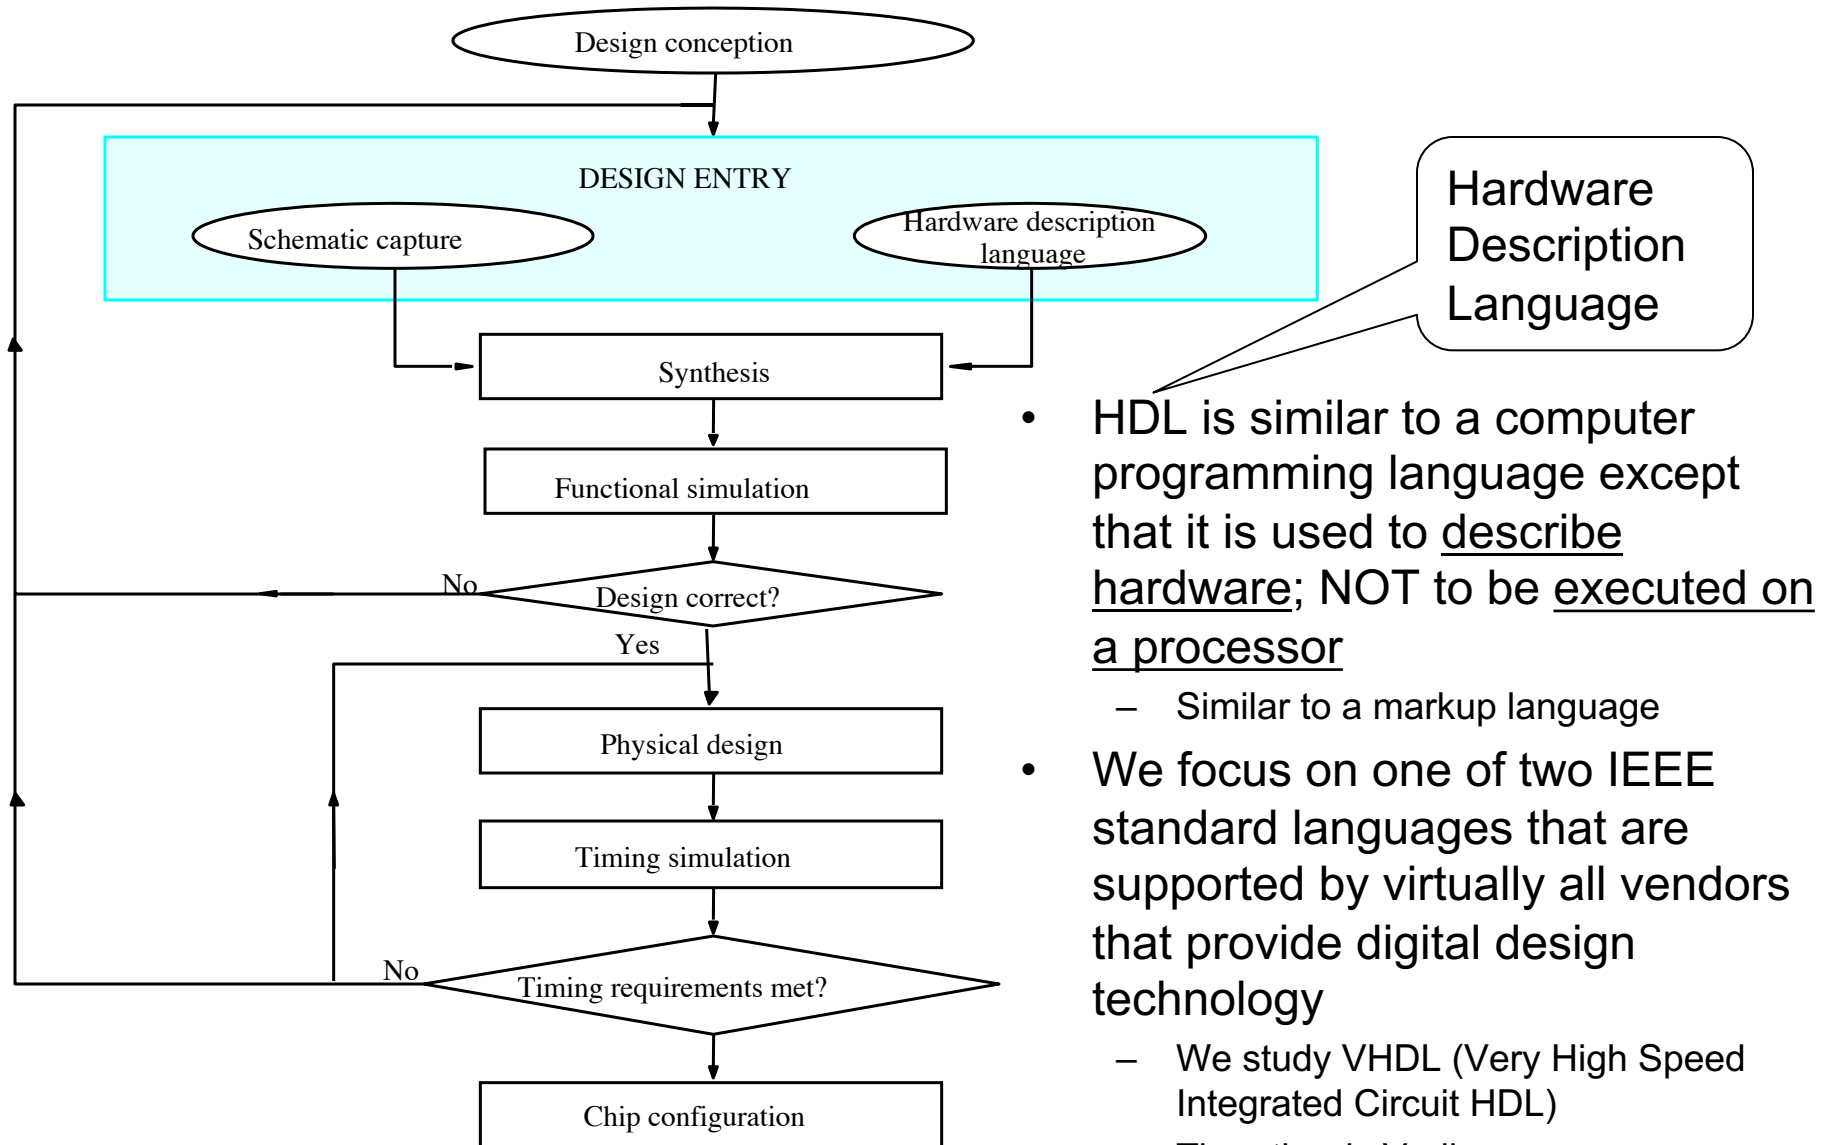 Design conception
DESIGN ENTRY
Schematic capture
Hardware description
language
Synthesis
Functional simulation
No
Design correct?
Yes
Physical design
Timing simulation
No
Timing requirements met?
Chip configuration
Hardware
Description
Language
• HDL is similar to a computer
programming language except
that it is used to describe
hardware; NOT to be executed on
a processor
– Similar to a markup language
• We focus on one of two IEEE
standard languages that are
supported by virtually all vendors
that provide digital design
technology
– We study VHDL (Very High Speed
Integrated Circuit HDL)